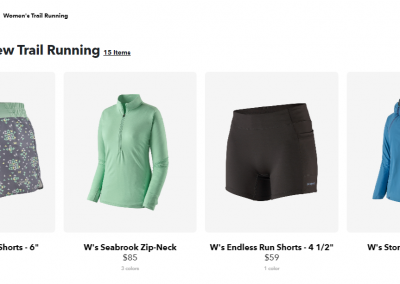 Women's Trail Running
ew Trail Running 15 Items
Shorts - 6"
W's Seabrook Zip-Neck
$85
3 colors
W's Endless Run Shorts - 4 1/2"
$59
1 color
W's Stor